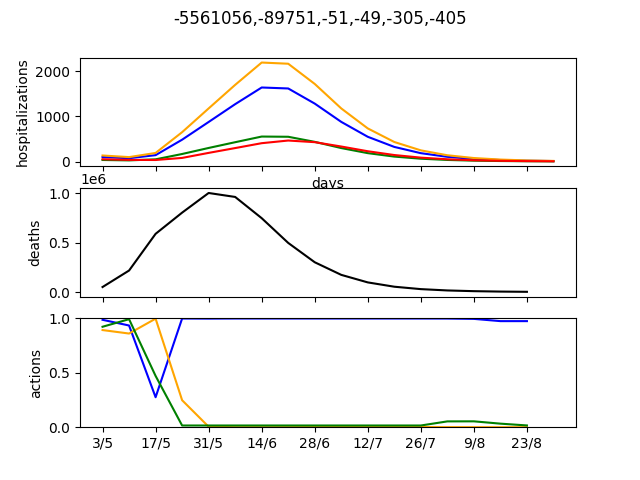 -5561056,-89751,-51,-49,-305,-405
2000
1000
0
hospitalizations
days
1e6
1.0
0.5
0.0
deaths
1.0
0.5
0.0
actions
3/5 17/5 31/5 14/6 28/6 12/7 26/7 9/8 23/8